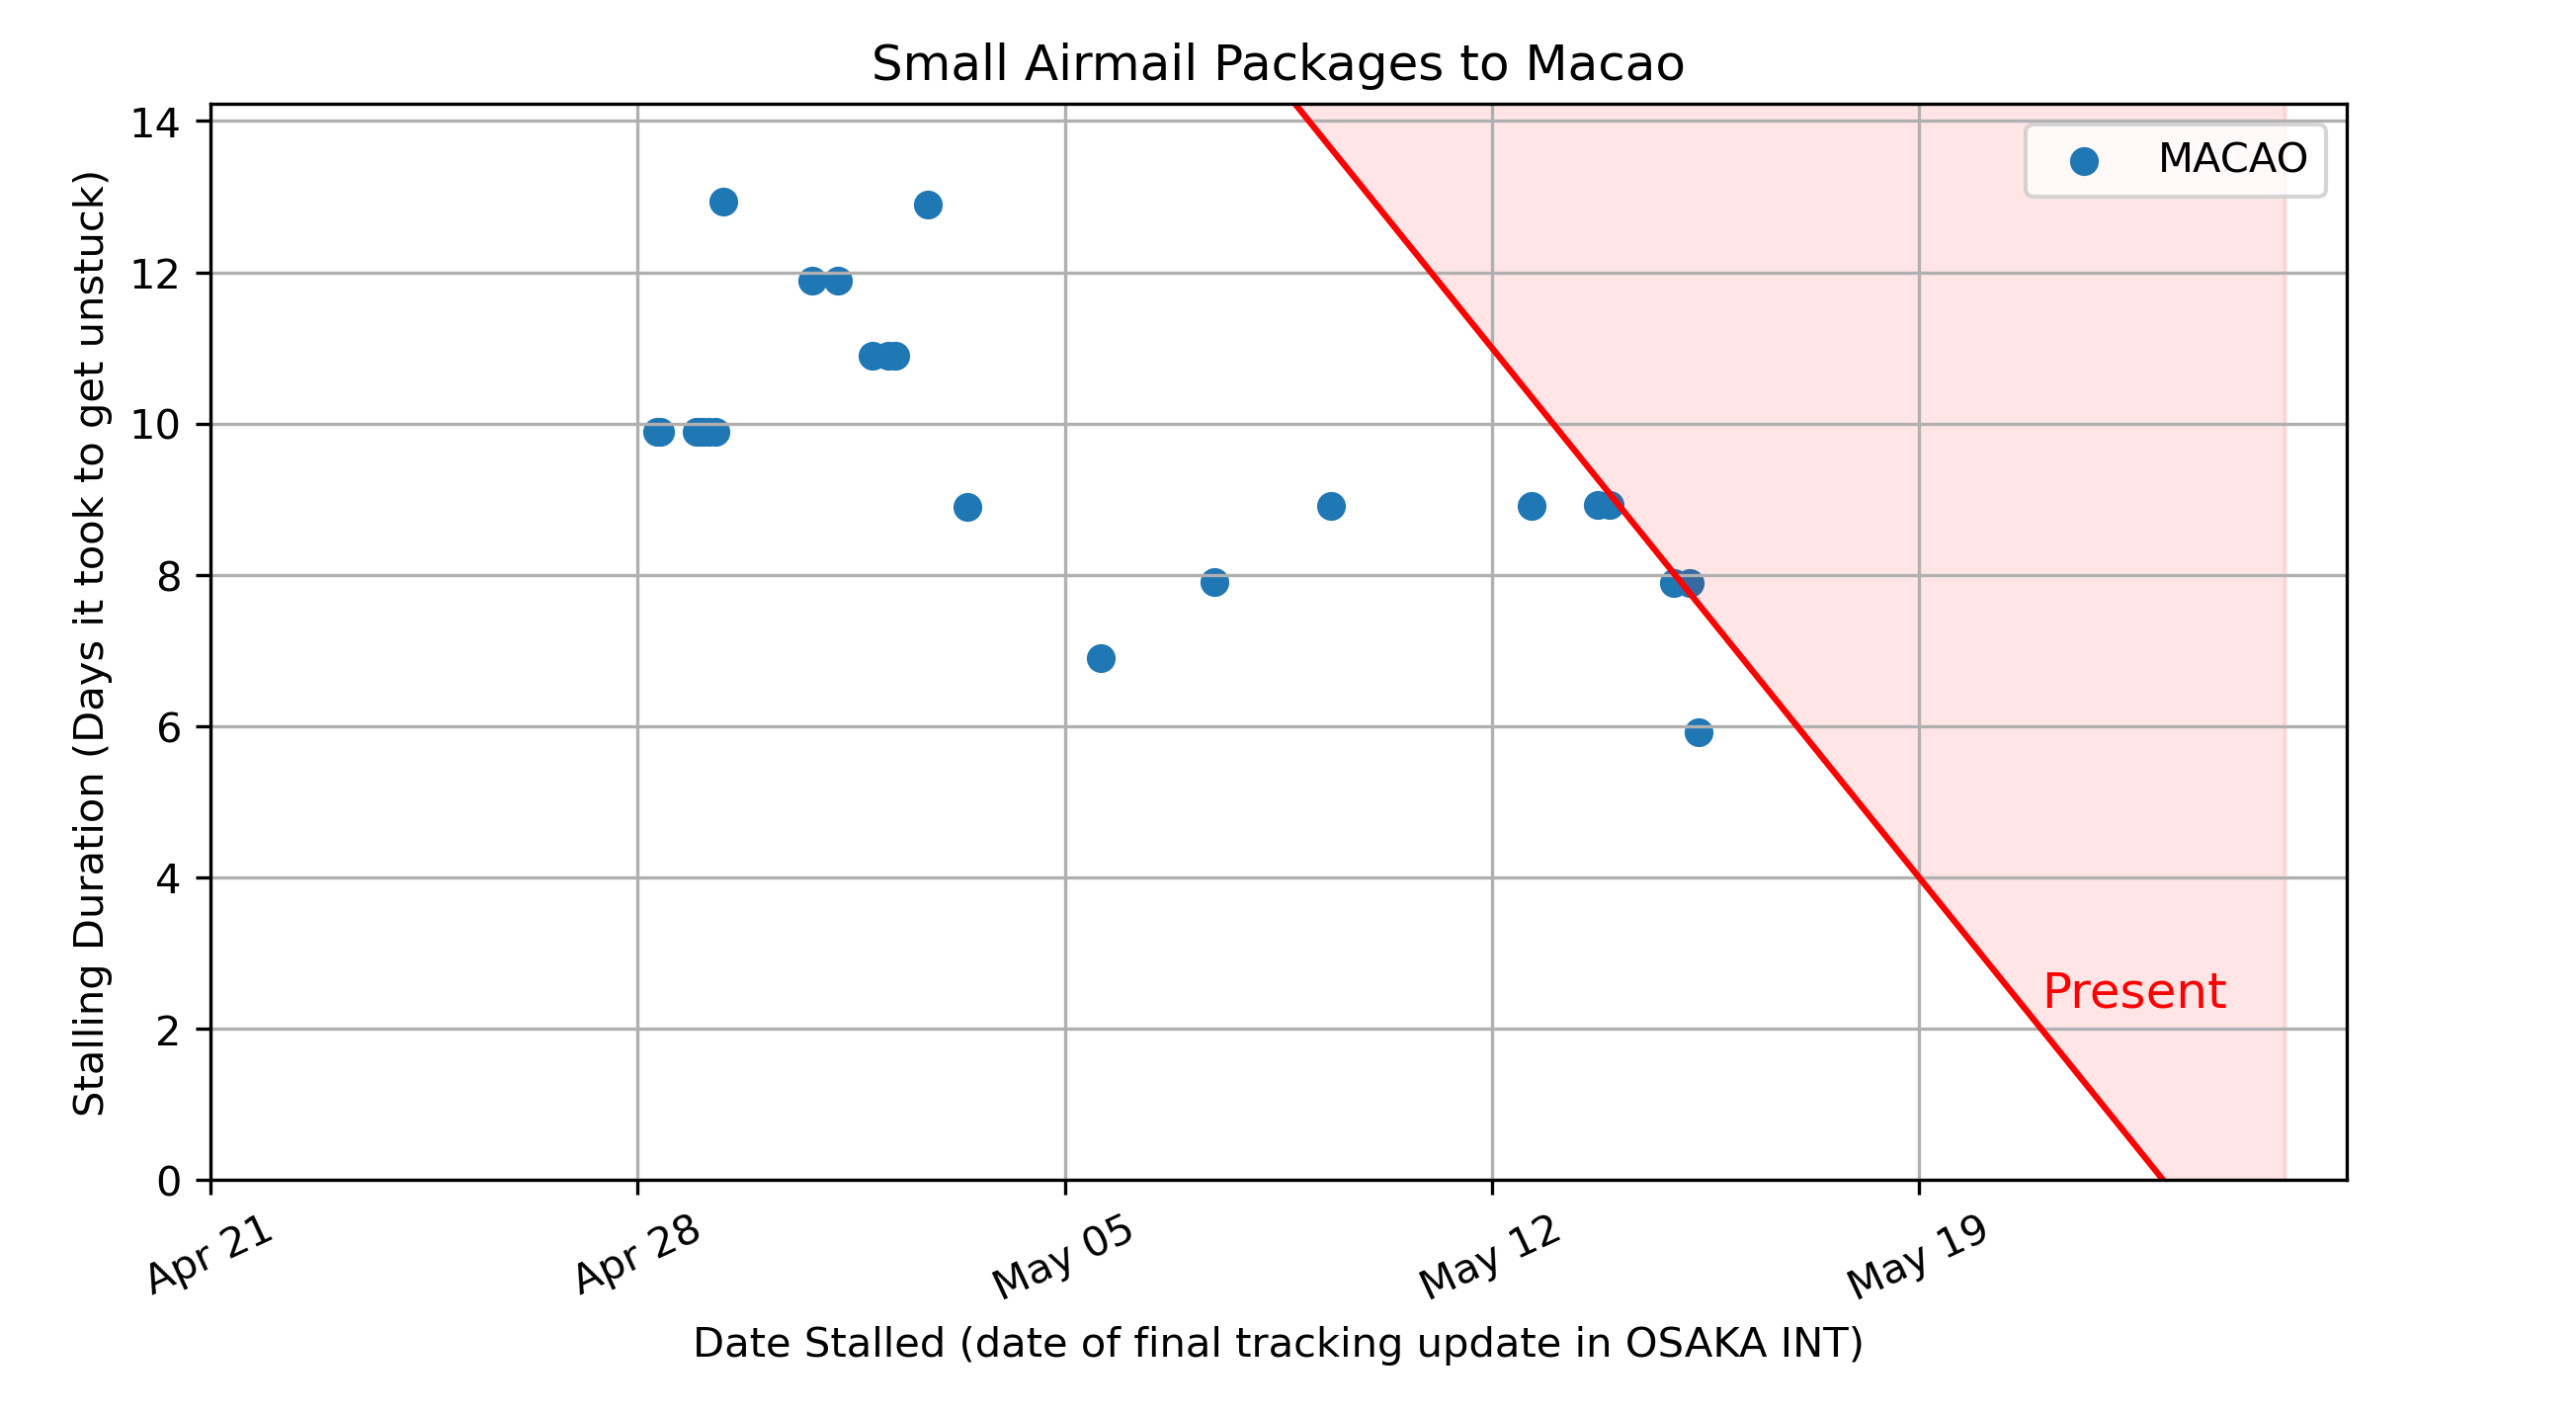 Small Airmail Packages to Macao
Stalling Duration (Days it took to get unstuck)
14
12
10
8
6
4
2
0
MACAO
Present
Apr 21
Apr 28
May 05
May 12
May 19
Date Stalled (date of final tracking update in OSAKA INT)